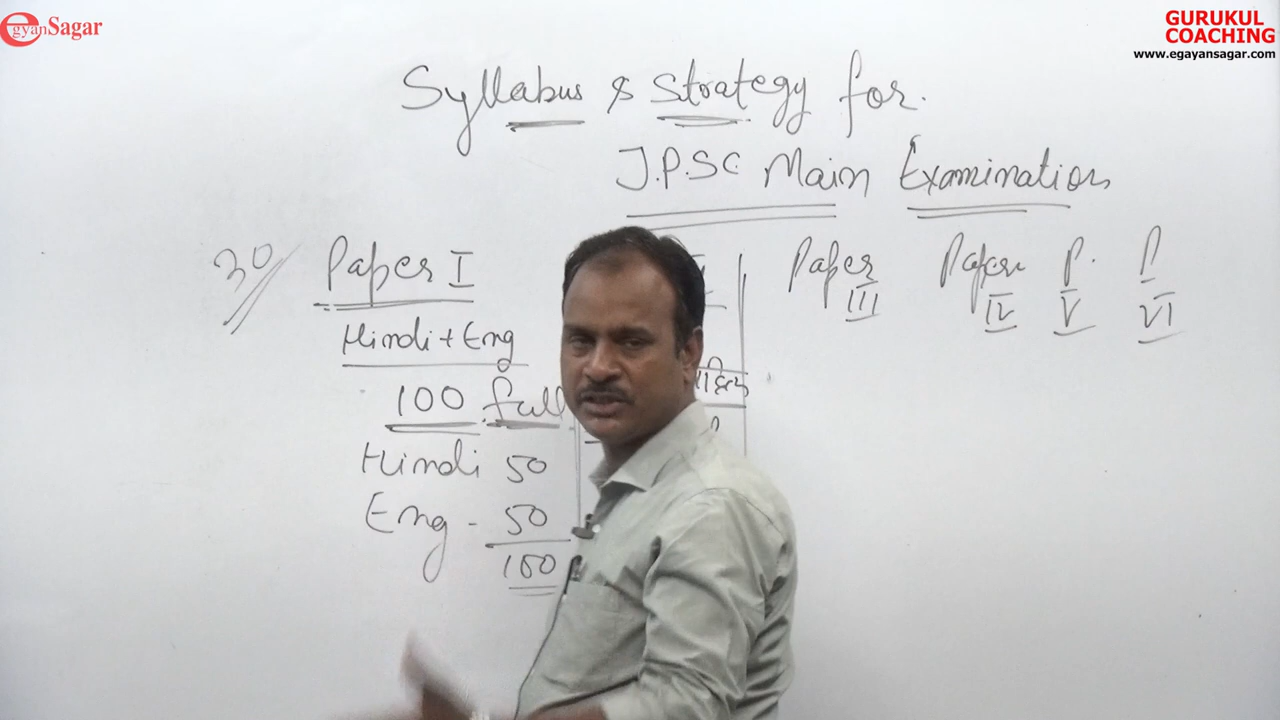 egyanSagar
GURUKUL
COACHING
www.egayansagar.com
Syllabus & Strategy for.
J.P.SC Main Examination
30 Paper I
Paper III
Paper IV
P. V
P VI
Hindi + Eng
100 full
Hindi 50
Eng - 50
100